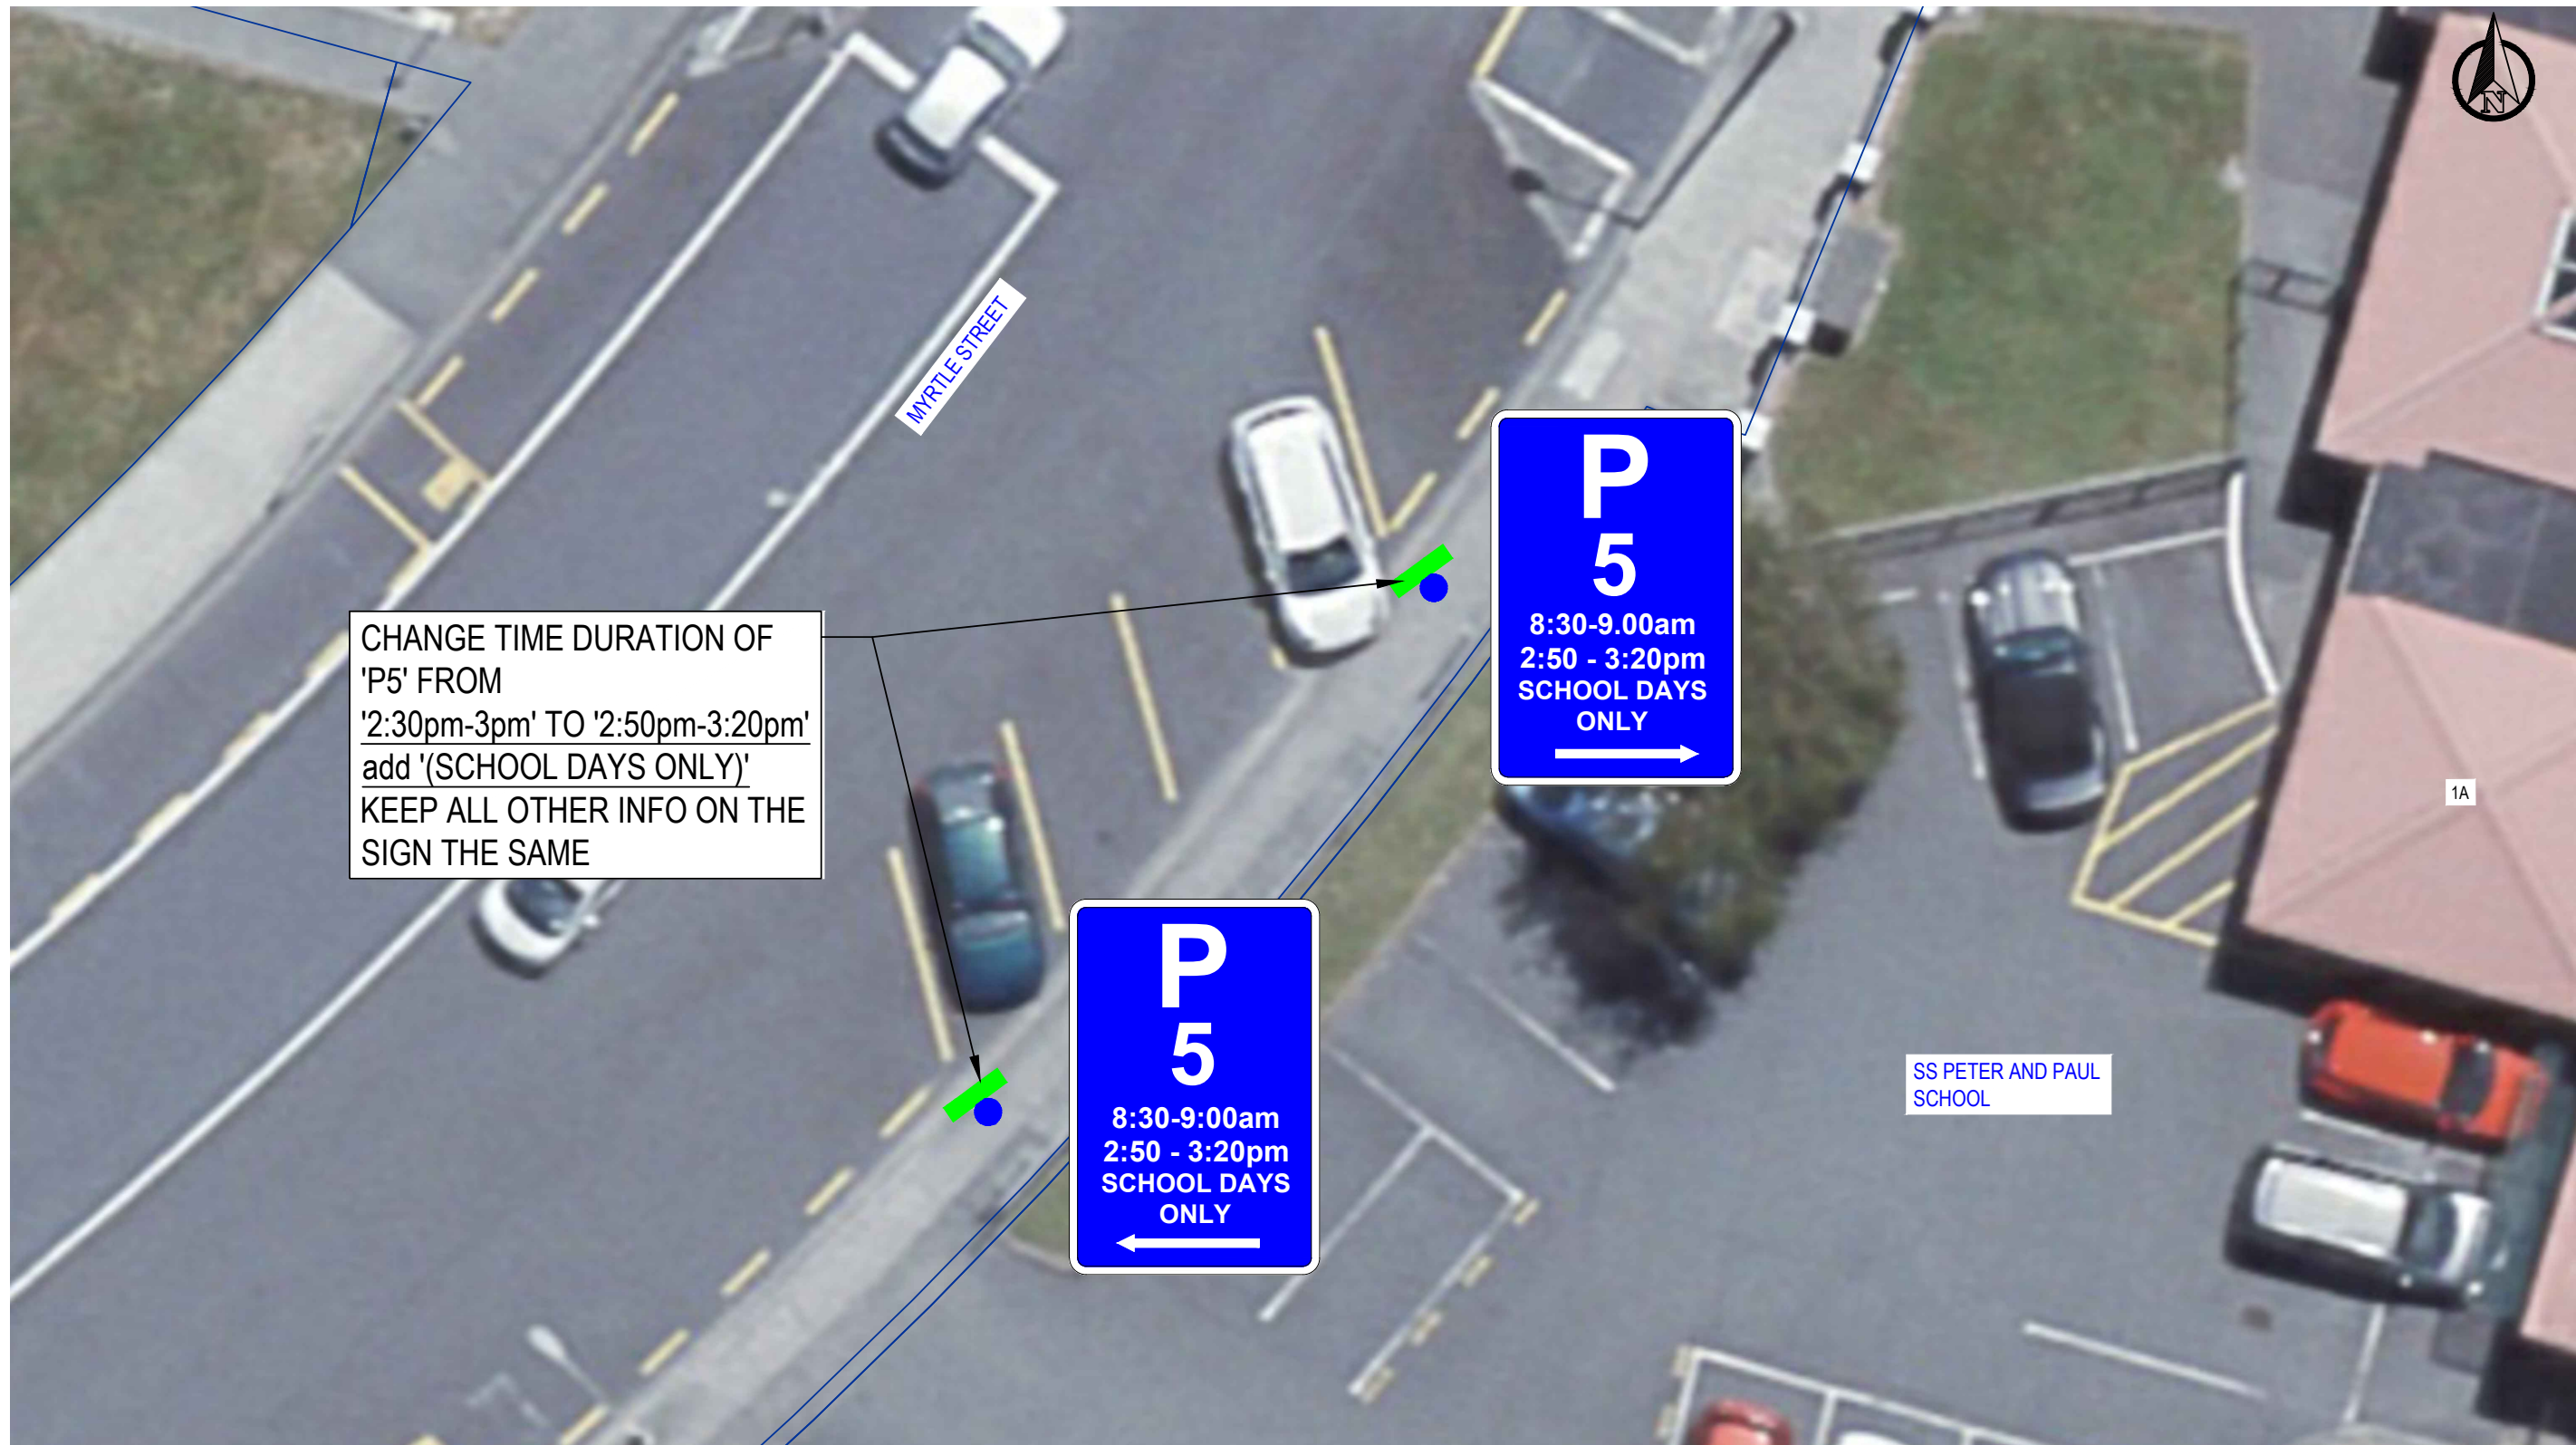 N
MYRTLE STREET
P
5
8:30-9.00am
2:50 - 3:20pm
SCHOOL DAYS
ONLY
CHANGE TIME DURATION OF
'P5' FROM
'2:30pm-3pm' TO '2:50pm-3:20pm'
add '(SCHOOL DAYS ONLY)'
KEEP ALL OTHER INFO ON THE
SIGN THE SAME
1A
P
5
8:30-9:00am
2:50 - 3:20pm
SCHOOL DAYS
ONLY
SS PETER AND PAUL
SCHOOL